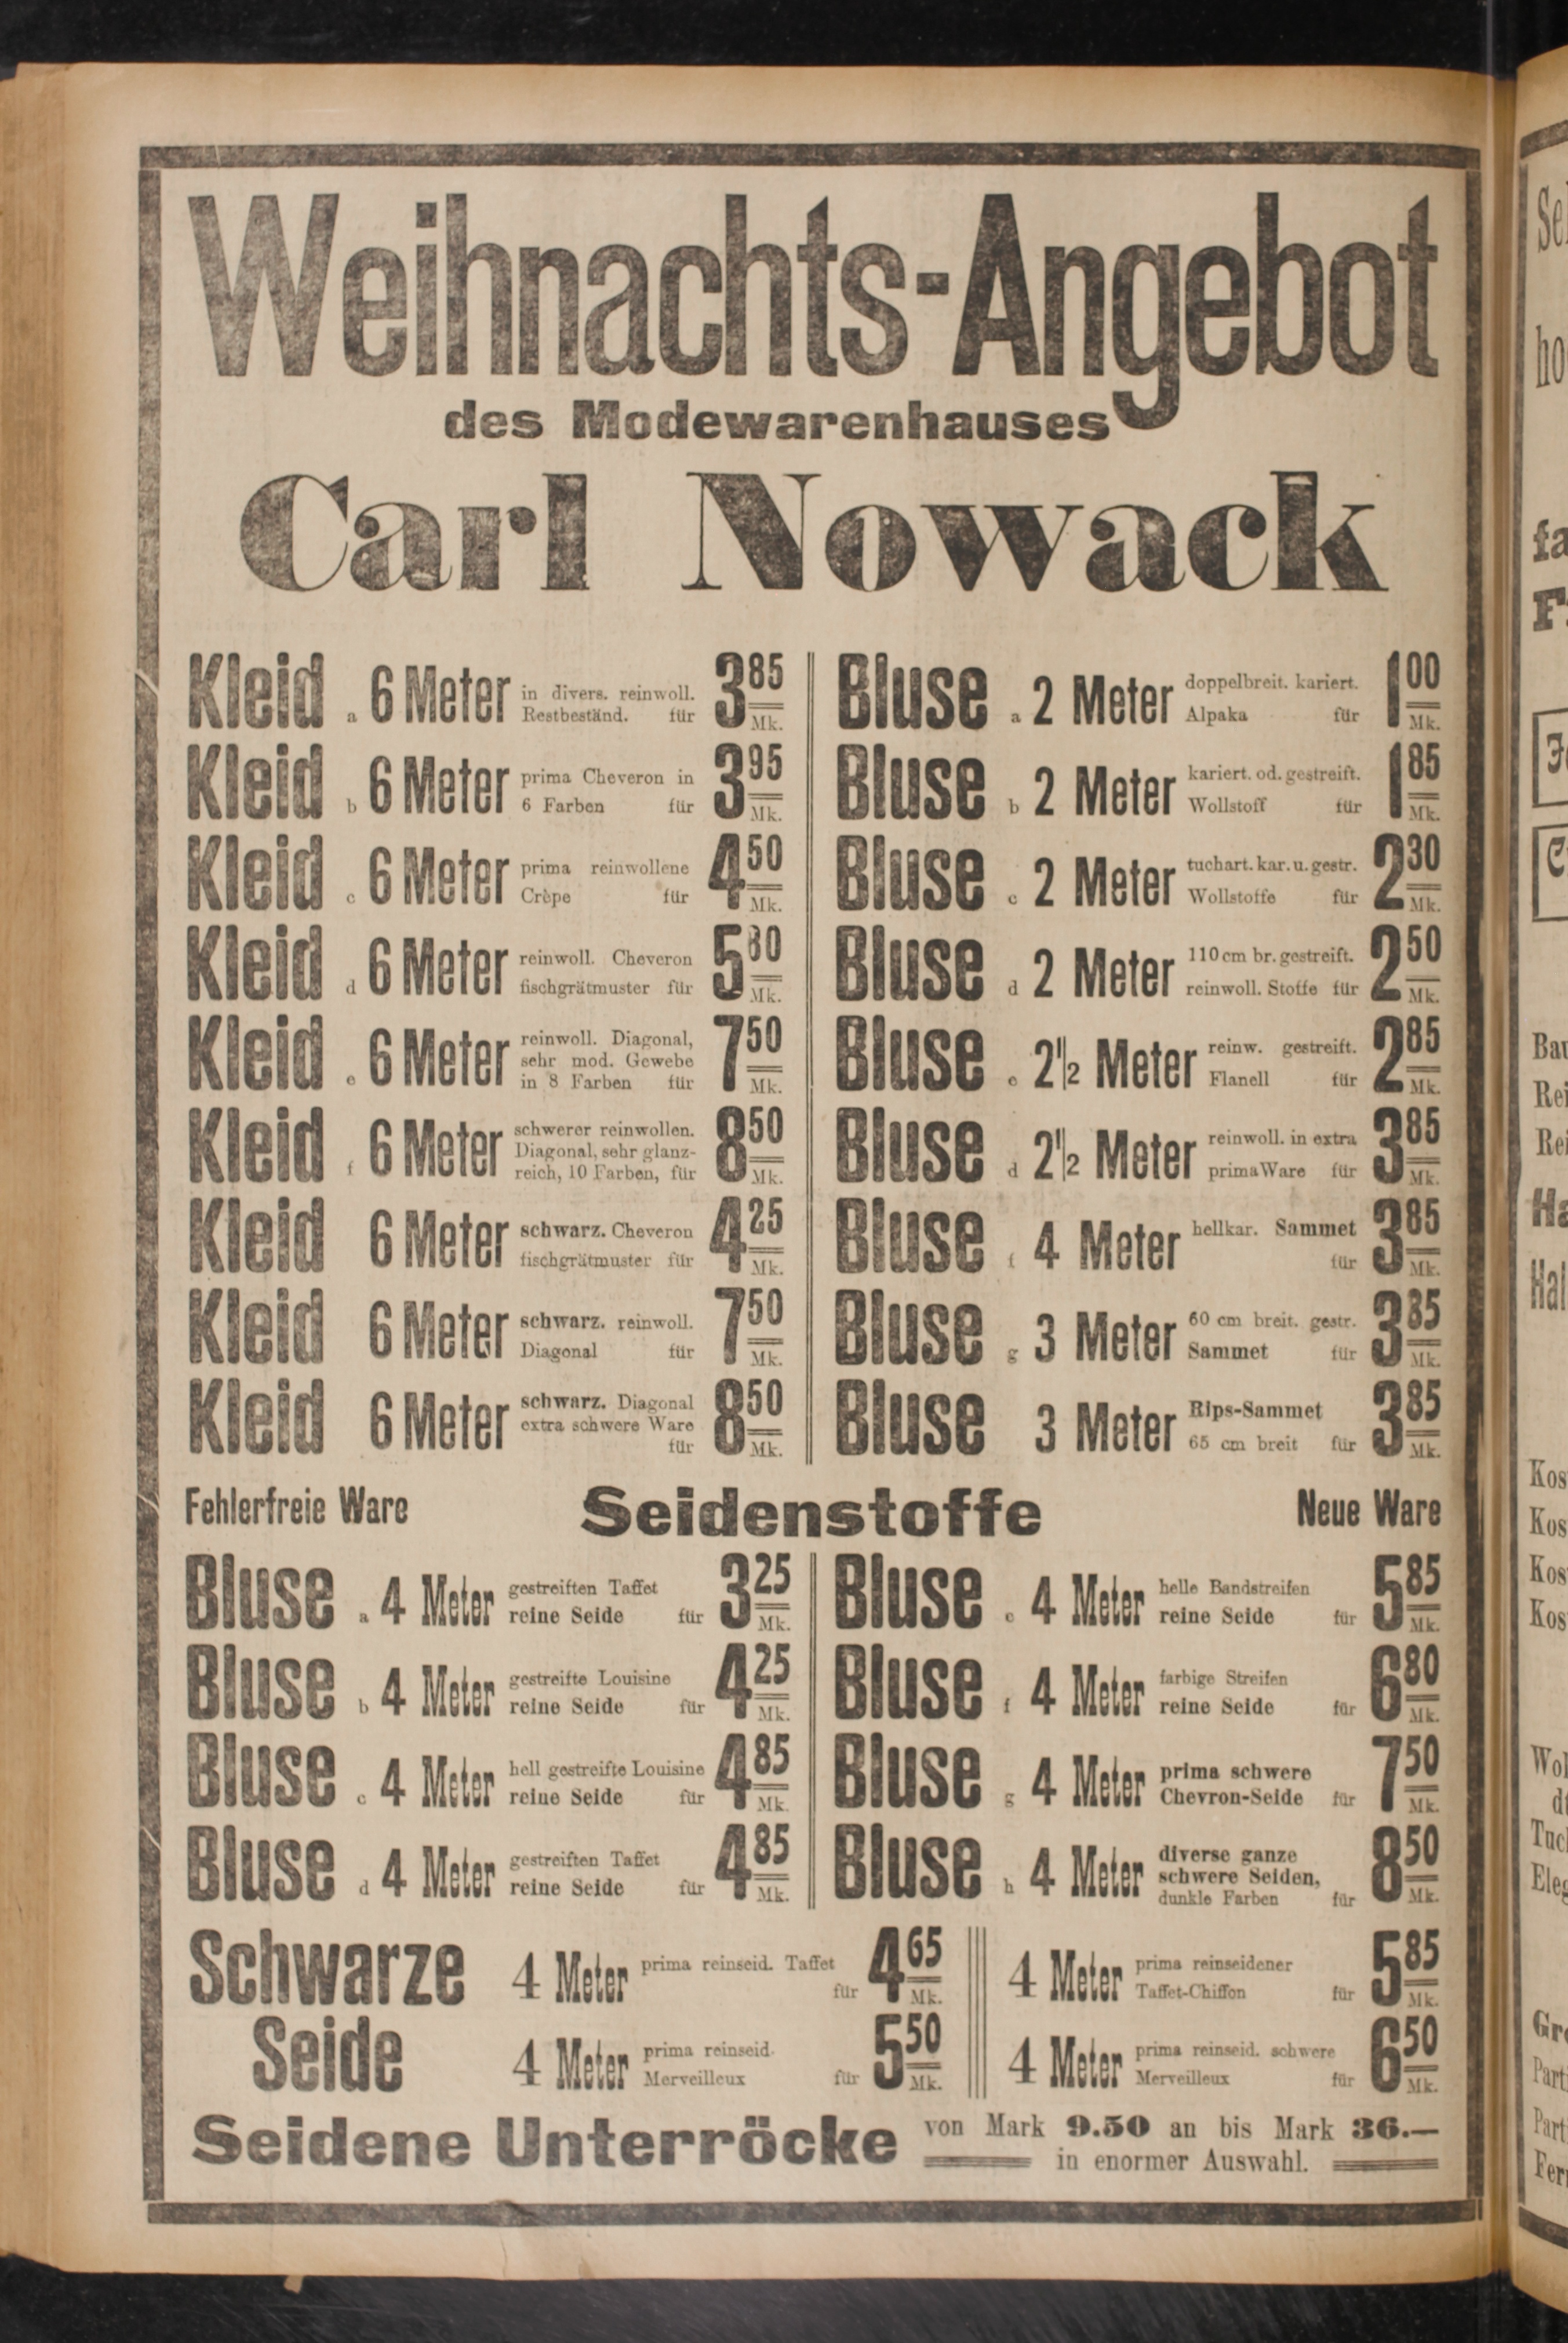 Weihnachts-Angebot
des Modewarenhauses
Carl Nowack
Kleid a 6 Meter in divers. reinwoll. Restbeständ. für 3 85 Mk.
Kleid b 6 Meter prima Cheveron in 6 Farben für 3 95 Mk.
Kleid c 6 Meter prima reinwollene Crèpe für 4 50 Mk.
Kleid d 6 Meter reinwoll. Cheveron fischgrätmuster für 5 80 Mk.
Kleid e 6 Meter reinwoll. Diagonal, sehr mod. Gewebe in 8 Farben für 7 50 Mk.
Kleid f 6 Meter schwerer reinwollen. Diagonal, sehr glanz- reich, 10 Farben, für 8 50 Mk.
Kleid 6 Meter schwarz. Cheveron fischgrätmuster für 4 25 Mk.
Kleid 6 Meter schwarz. reinwoll. Diagonal für 7 50 Mk.
Kleid 6 Meter schwarz. Diagonal extra schwere Ware für 8 50 Mk.
Bluse a 2 Meter doppelbreit. kariert. Alpaka für 1 00 Mk.
Bluse b 2 Meter kariert. od. gestreift. Wollstoff für 1 85 Mk.
Bluse c 2 Meter tuchart. kar. u. gestr. Wollstoffe für 2 30 Mk.
Bluse d 2 Meter 110 cm br. gestreift. reinwoll. Stoffe für 2 50 Mk.
Bluse e 2 1/2 Meter reinw. gestreift. Flanell für 2 85 Mk.
Bluse d 2 1/2 Meter reinwoll. in extra prima Ware für 3 85 Mk.
Bluse f 4 Meter hellkar. Sammet für 3 85 Mk.
Bluse g 3 Meter 60 cm breit. gestr. Sammet für 3 85 Mk.
Bluse 3 Meter Rips-Sammet 65 cm breit für 3 85 Mk.
Fehlerfreie Ware Seidenstoffe Neue Ware
Bluse a 4 Meter gestreiften Taffet reine Seide für 3 25 Mk.
Bluse b 4 Meter gestreifte Louisine reine Seide für 4 25 Mk.
Bluse c 4 Meter hell gestreifte Louisine reine Seide für 4 85 Mk.
Bluse d 4 Meter gestreiften Taffet reine Seide für 4 85 Mk.
Bluse e 4 Meter helle Bandstreifen reine Seide für 5 85 Mk.
Bluse f 4 Meter farbige Streifen reine Seide für 6 80 Mk.
Bluse g 4 Meter prima schwere Chevron-Seide für 7 50 Mk.
Bluse h 4 Meter diverse ganze schwere Seiden, dunkle Farben für 8 50 Mk.
Schwarze
Seide
4 Meter prima reinseid. Taffet für 4 65 Mk.
4 Meter prima reinseid. Merveilleux für 5 50 Mk.
4 Meter prima reinseidener Taffet-Chiffon für 5 85 Mk.
4 Meter prima reinseid. schwere Merveilleux für 6 50 Mk.
Seidene Unterröcke von Mark 9.50 an bis Mark 36.—
in enormer Auswahl.